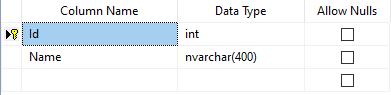 Column Name Data Type Allow Nulls
Id int
Name nvarchar(400)